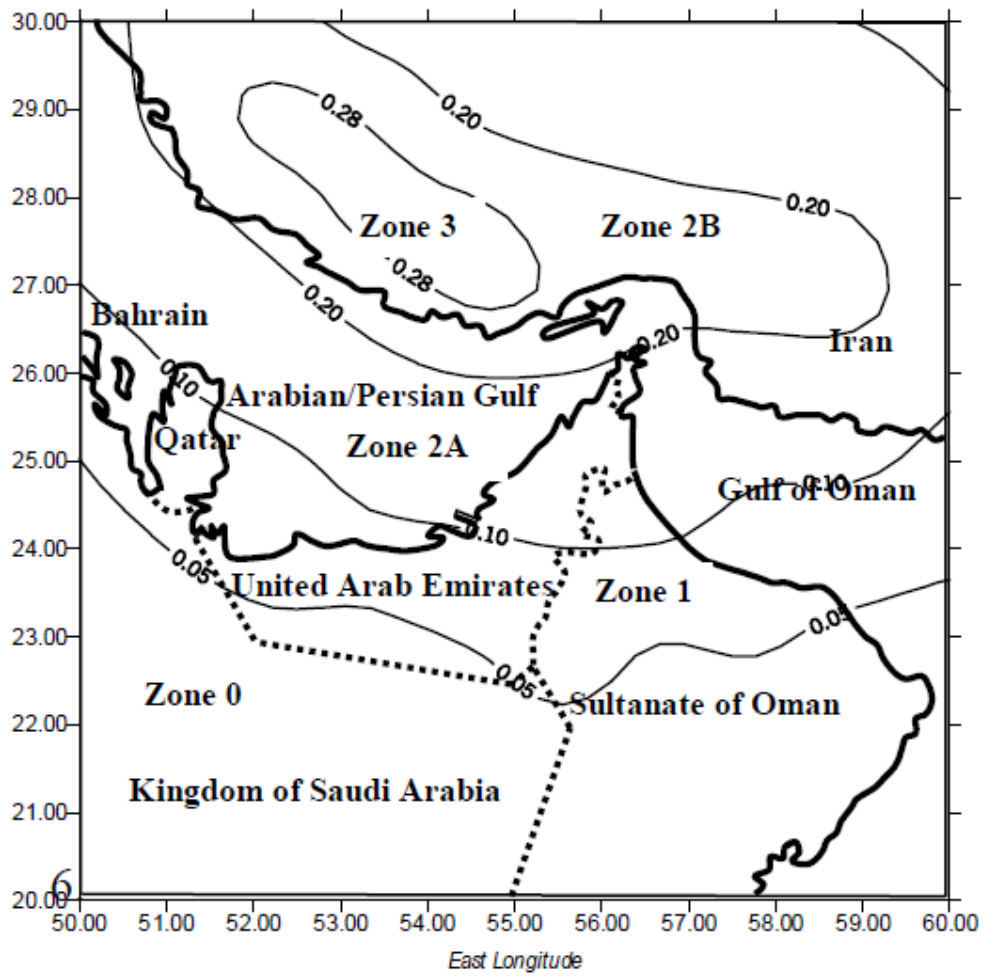 30.00
29.00
28.00
27.00
26.00
25.00
24.00
23.00
22.00
21.00
20.00
6
0.28
0.20
0.20
Zone 3
Zone 2B
0.28
0.20
Bahrain
0.20
Iran
0.10
Arabian/Persian Gulf
Qatar
Zone 2A
0.10
Gulf of Oman
0.10
0.05
United Arab Emirates
Zone 1
0.05
0.05
Zone 0
Sultanate of Oman
Kingdom of Saudi Arabia
50.00 51.00 52.00 53.00 54.00 55.00 56.00 57.00 58.00 59.00 60.00
East Longitude